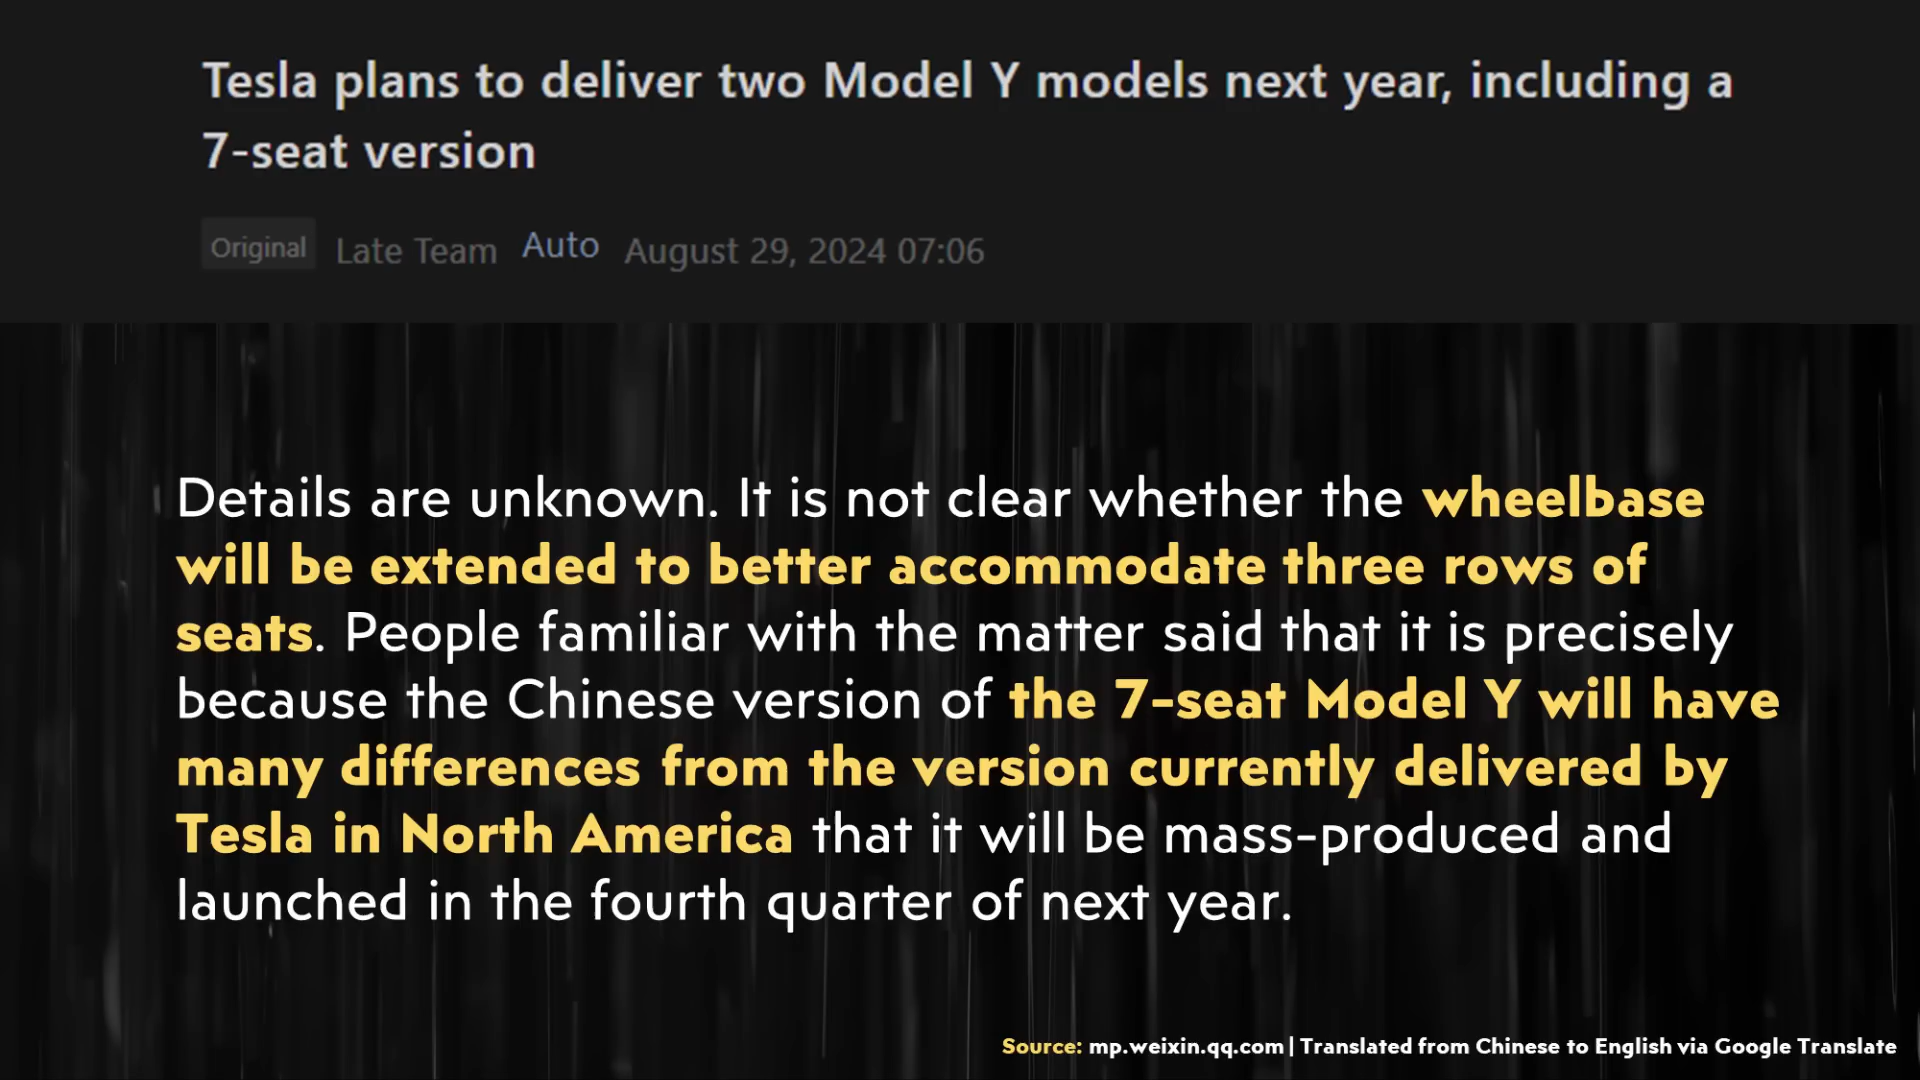 Tesla plans to deliver two Model Y models next year, including a
7-seat version
Original Late Team Auto August 29, 2024 07:06
Details are unknown. It is not clear whether the wheelbase
will be extended to better accommodate three rows of
seats. People familiar with the matter said that it is precisely
because the Chinese version of the 7-seat Model Y will have
many differences from the version currently delivered by
Tesla in North America that it will be mass-produced and
launched in the fourth quarter of next year.
Source: mp.weixin.qq.com | Translated from Chinese to English via Google Translate